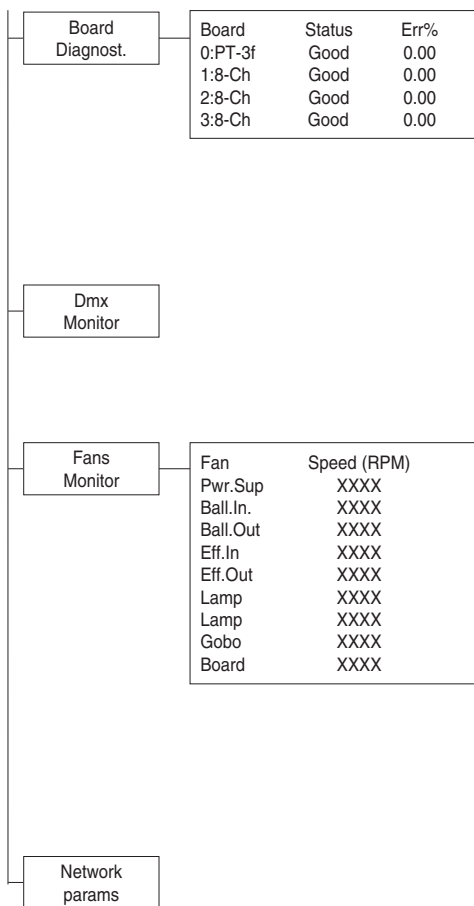 Board
Diagnost.
Board Status Err%
0:PT-3f Good 0.00
1:8-Ch Good 0.00
2:8-Ch Good 0.00
3:8-Ch Good 0.00
Dmx
Monitor
Fans
Monitor
Fan Speed (RPM)
Pwr.Sup XXXX
Ball.In. XXXX
Ball.Out XXXX
Eff.In XXXX
Eff.Out XXXX
Lamp XXXX
Lamp XXXX
Gobo XXXX
Board XXXX
Network
params